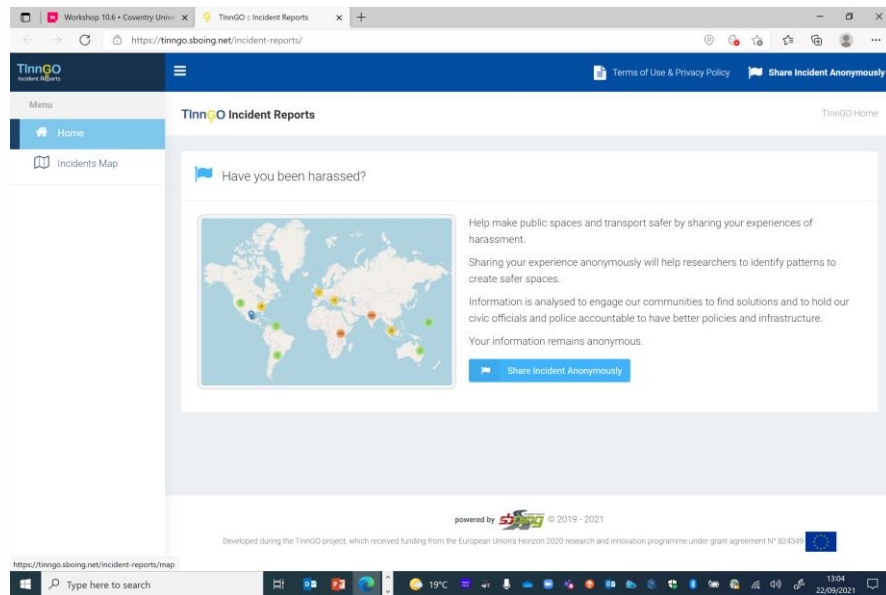 Workshop 10.6 • Coventry Unive
TInnGO :: Incident Reports
https://tinngo.sboing.net/incident-reports/
TInnGO
Incident Reports
Terms of Use & Privacy Policy
Share Incident Anonymously
Menu
Home
Incidents Map
TInnGO Incident Reports
TInnGO Home
Have you been harassed?
Help make public spaces and transport safer by sharing your experiences of
harassment.
Sharing your experience anonymously will help researchers to identify patterns to
create safer spaces.
Information is analysed to engage our communities to find solutions and to hold our
civic officials and police accountable to have better policies and infrastructure.
Your information remains anonymous.
Share Incident Anonymously
powered by sboing © 2019 - 2021
Developed during the TInnGO project, which received funding from the European Union's Horizon 2020 research and innovation programme under grant agreement N° 824349
https://tinngo.sboing.net/incident-reports/map
Type here to search
19°C
13:04
22/09/2021